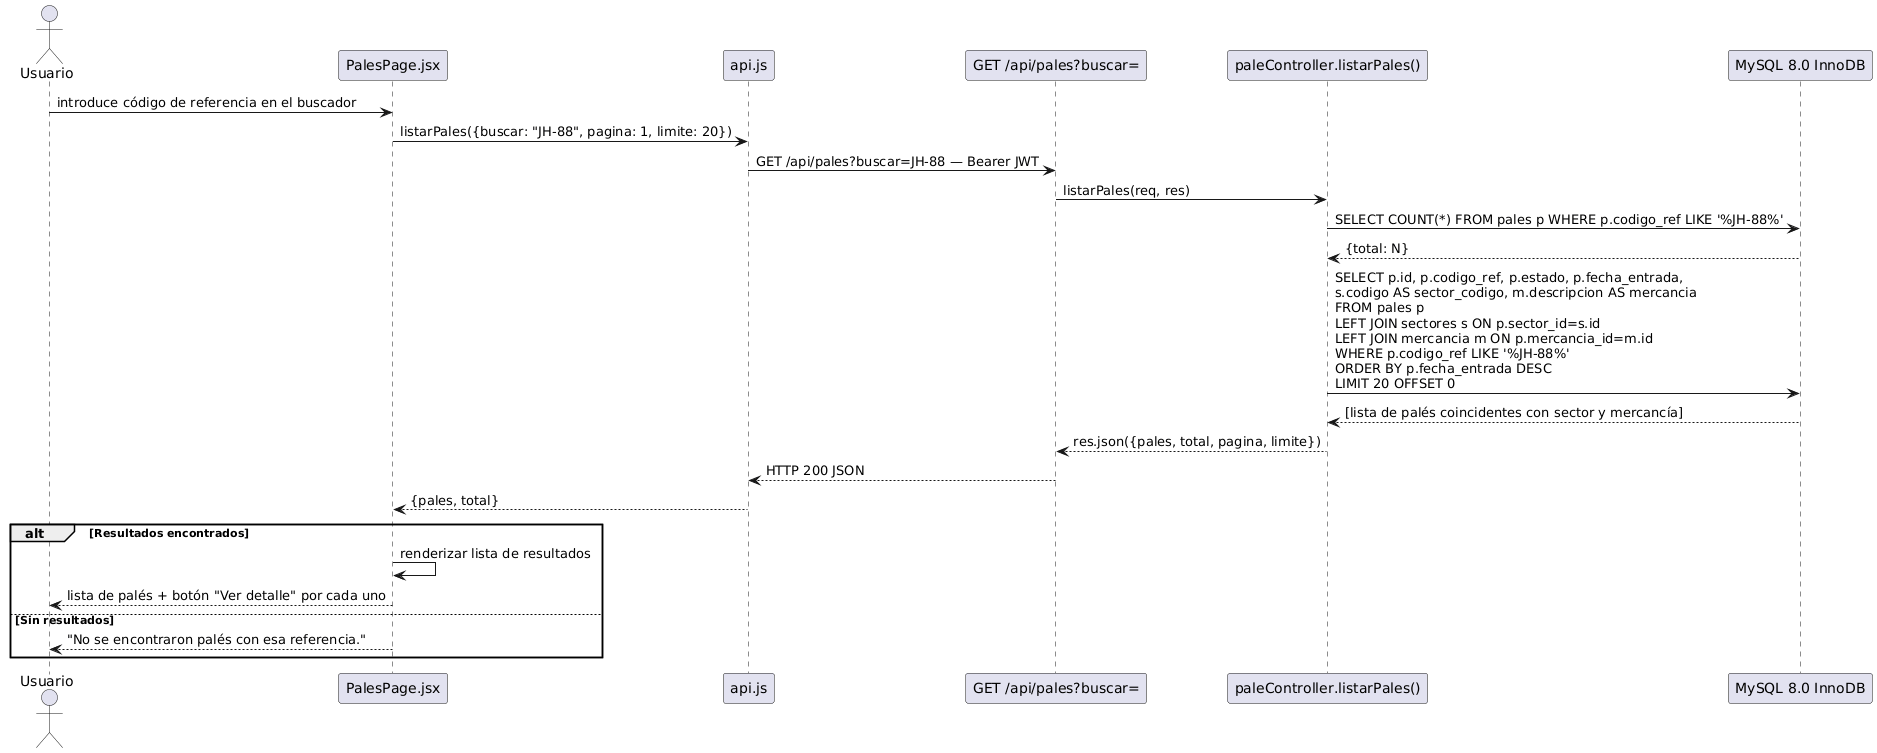 Usuario
PalesPage.jsx
api.js
GET /api/pales?buscar=
paleController.listarPales()
MySQL 8.0 InnoDB
introduce código de referencia en el buscador
listarPales({buscar: "JH-88", pagina: 1, limite: 20})
GET /api/pales?buscar=JH-88 — Bearer JWT
listarPales(req, res)
SELECT COUNT(*) FROM pales p WHERE p.codigo_ref LIKE '%JH-88%'
{total: N}
SELECT p.id, p.codigo_ref, p.estado, p.fecha_entrada,
s.codigo AS sector_codigo, m.descripcion AS mercancia
FROM pales p
LEFT JOIN sectores s ON p.sector_id=s.id
LEFT JOIN mercancia m ON p.mercancia_id=m.id
WHERE p.codigo_ref LIKE '%JH-88%'
ORDER BY p.fecha_entrada DESC
LIMIT 20 OFFSET 0
[lista de palés coincidentes con sector y mercancía]
res.json({pales, total, pagina, limite})
HTTP 200 JSON
{pales, total}
alt
[Resultados encontrados]
renderizar lista de resultados
lista de palés + botón "Ver detalle" por cada uno
[Sin resultados]
"No se encontraron palés con esa referencia."
Usuario
PalesPage.jsx
api.js
GET /api/pales?buscar=
paleController.listarPales()
MySQL 8.0 InnoDB